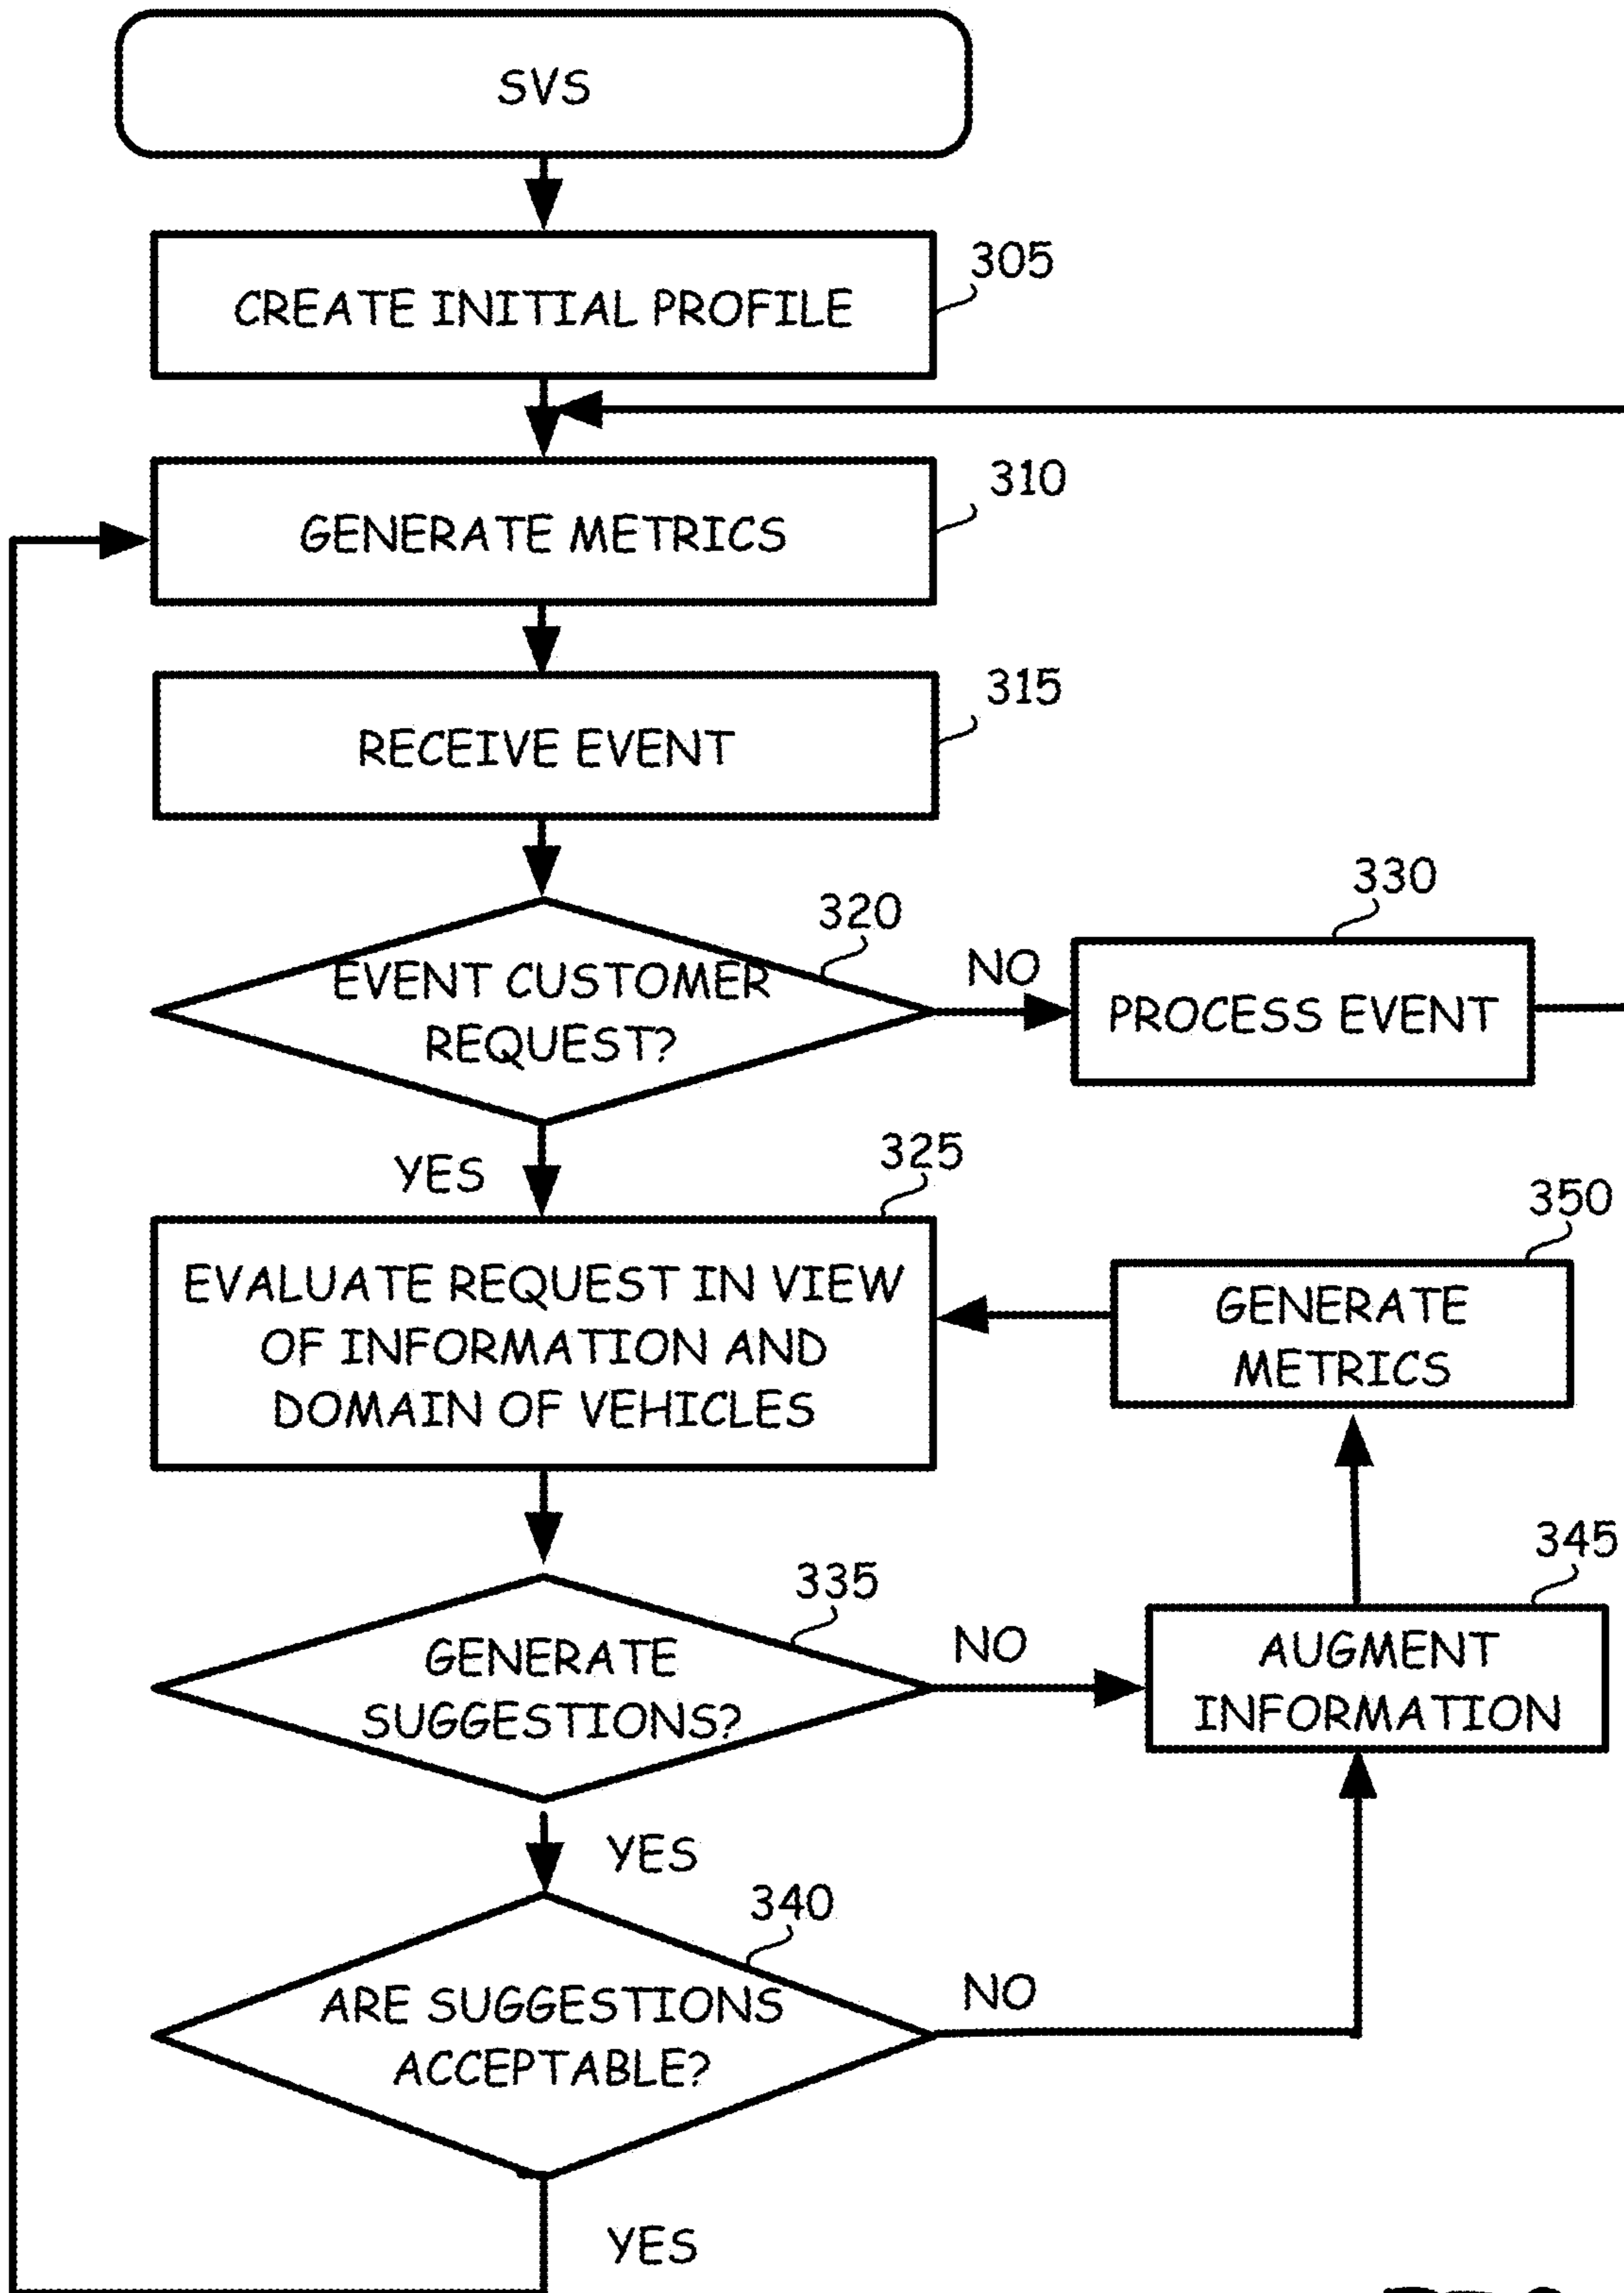 SVS
CREATE INITIAL PROFILE
305
GENERATE METRICS
310
RECEIVE EVENT
315
EVENT CUSTOMER
REQUEST?
320
NO
PROCESS EVENT
330
YES
EVALUATE REQUEST IN VIEW
OF INFORMATION AND
DOMAIN OF VEHICLES
325
GENERATE
METRICS
350
GENERATE
SUGGESTIONS?
335
NO
AUGMENT
INFORMATION
345
YES
ARE SUGGESTIONS
ACCEPTABLE?
340
NO
YES